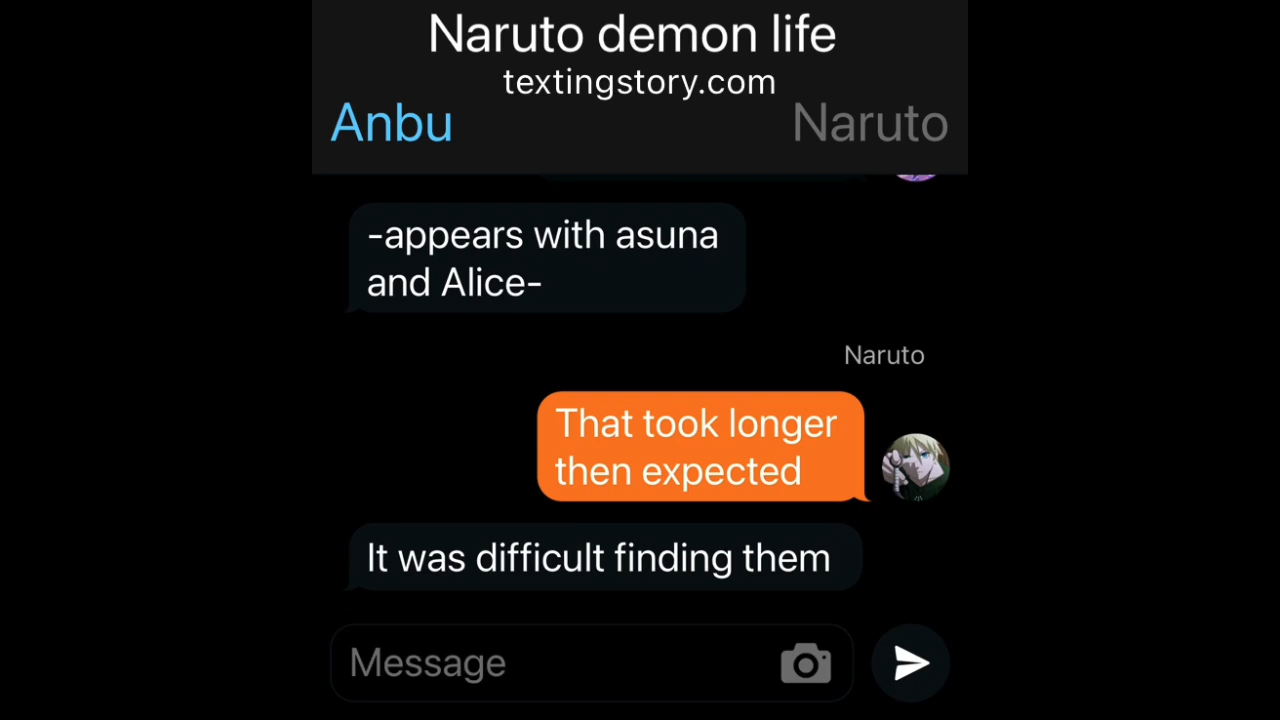 Naruto demon life
textingstory.com
Anbu
Naruto
-appears with asuna
and Alice-
Naruto
That took longer
then expected
It was difficult finding them
Message